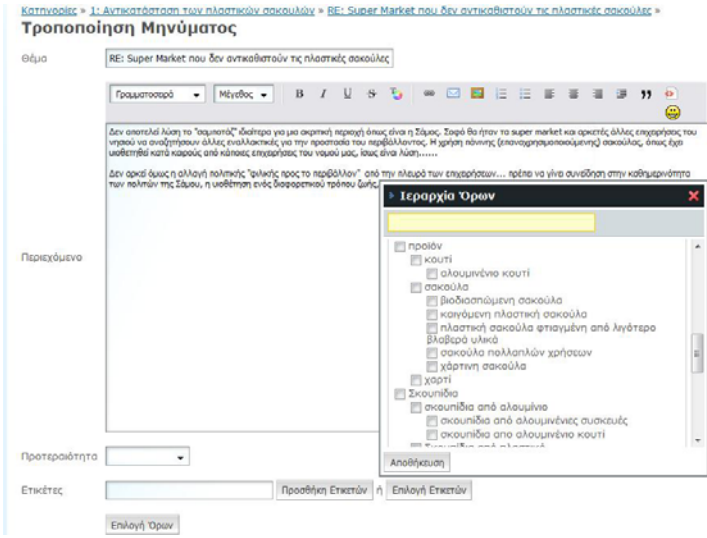 Κατηγορίες » 1: Αντικατάσταση των πλαστικών σακουλών » RE: Super Market που δεν αντικαθιστούν τις πλαστικές σακούλες »
Τροποποίηση Μηνύματος
Θέμα RE: Super Market που δεν αντικαθιστούν τις πλαστικές σακούλες
Γραμματοσειρά Μέγεθος B I U S
Δεν αποτελεί λύση το "σαμποτάζ" ιδιαίτερα για μια ακριτική περιοχή όπως είναι η Σάμος. Σαφώ θα ήταν τα super market και αρκετές άλλες επιχειρήσεις του
νησιού να αναζητήσουν άλλες εναλλακτικές για την προστασία του περιβάλλοντος. Η χρήση πάνινης (επαναχρησιμοποιούμενης) σακούλας, όπως έχει
υιοθετηθεί κατά καιρούς από κάποιες επιχειρήσεις του νομού μας, ίσως είναι λύση......
Δεν αρκεί όμως η αλλαγή πολιτικής "φιλικής προς το περιβάλλον" από την πλευρά των επιχειρήσεων... πρέπει να γίνει συνείδηση στην καθημερινότητα
των πολιτών της Σάμου, η υιοθέτηση ενός διαφορετικού τρόπου ζωής,
Ιεραρχία Όρων
Περιεχόμενο
προϊόν
κουτί
αλουμινένιο κουτί
σακούλα
βιοδιασπώμενη σακούλα
καιγόμενη πλαστική σακούλα
πλαστική σακούλα φτιαγμένη από λιγότερο
βλαβερά υλικά
σακούλα πολλαπλών χρήσεων
χάρτινη σακούλα
χαρτί
Σκουπίδια
σκουπίδια από αλουμίνιο
σκουπίδια από αλουμινένιες συσκευές
σκουπίδια απο αλουμινένιο κουτί
Σκουπίδια από πλαστικό
Αποθήκευση
Προτεραιότητα
Ετικέτες Προσθήκη Ετικετών ή Επιλογή Ετικετών
Επιλογή Όρων